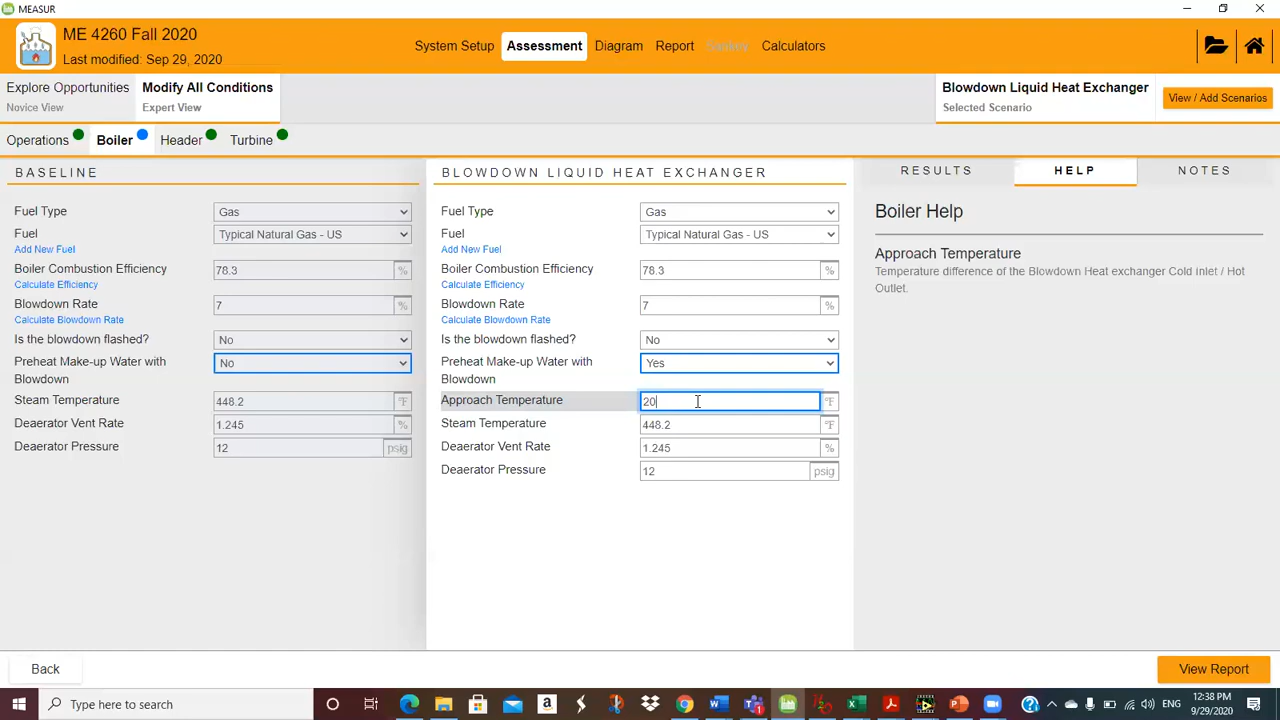 MEASUR
ME 4260 Fall 2020
Last modified: Sep 29, 2020
System Setup
Assessment
Diagram
Report
Sankey
Calculators
Explore Opportunities
Novice View
Modify All Conditions
Expert View
Blowdown Liquid Heat Exchanger
Selected Scenario
View / Add Scenarios
Operations
Boiler
Header
Turbine
BASELINE
Fuel Type
Gas
Fuel
Typical Natural Gas - US
Add New Fuel
Boiler Combustion Efficiency
78.3
%
Calculate Efficiency
Blowdown Rate
7
%
Calculate Blowdown Rate
Is the blowdown flashed?
No
Preheat Make-up Water with
Blowdown
No
Steam Temperature
448.2
°F
Deaerator Vent Rate
1.245
%
Deaerator Pressure
12
psig
BLOWDOWN LIQUID HEAT EXCHANGER
Fuel Type
Gas
Fuel
Typical Natural Gas - US
Add New Fuel
Boiler Combustion Efficiency
78.3
%
Calculate Efficiency
Blowdown Rate
7
%
Calculate Blowdown Rate
Is the blowdown flashed?
No
Preheat Make-up Water with
Blowdown
Yes
Approach Temperature
20
°F
Steam Temperature
448.2
°F
Deaerator Vent Rate
1.245
%
Deaerator Pressure
12
psig
RESULTS
HELP
NOTES
Boiler Help
Approach Temperature
Temperature difference of the Blowdown Heat exchanger Cold Inlet / Hot
Outlet.
Back
View Report
Type here to search
ENG
12:38 PM
9/29/2020